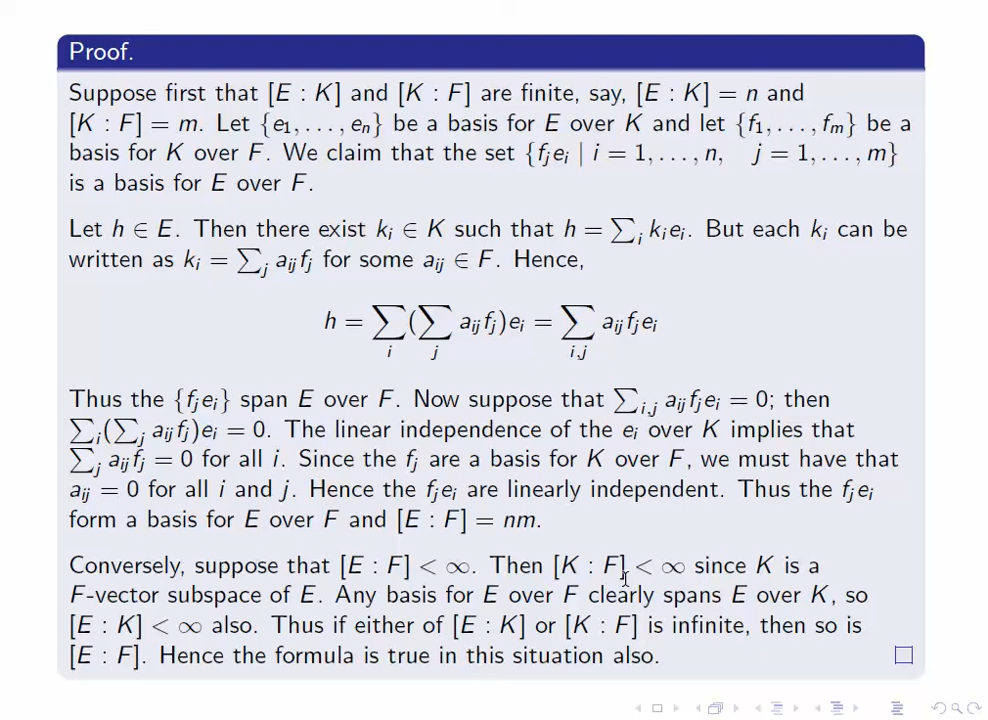 Proof.
Suppose first that [E : K] and [K : F] are finite, say, [E : K] = n and
[K : F] = m. Let {e₁, . . . , eₙ} be a basis for E over K and let {f₁, . . . , fₘ} be a
basis for K over F. We claim that the set {fⱼeᵢ | i = 1, . . . , n, j = 1, . . . , m}
is a basis for E over F.
Let h ∈ E. Then there exist kᵢ ∈ K such that h = ∑ᵢ kᵢeᵢ. But each kᵢ can be
written as kᵢ = ∑ⱼ aᵢⱼfⱼ for some aᵢⱼ ∈ F. Hence,
h = ∑ᵢ(∑ⱼ aᵢⱼfⱼ)eᵢ = ∑ᵢ,ⱼ aᵢⱼfⱼeᵢ
Thus the {fⱼeᵢ} span E over F. Now suppose that ∑ᵢ,ⱼ aᵢⱼfⱼeᵢ = 0; then
∑ᵢ(∑ⱼ aᵢⱼfⱼ)eᵢ = 0. The linear independence of the eᵢ over K implies that
∑ⱼ aᵢⱼfⱼ = 0 for all i. Since the fⱼ are a basis for K over F, we must have that
aᵢⱼ = 0 for all i and j. Hence the fⱼeᵢ are linearly independent. Thus the fⱼeᵢ
form a basis for E over F and [E : F] = nm.
Conversely, suppose that [E : F] < ∞. Then [K : F] < ∞ since K is a
F-vector subspace of E. Any basis for E over F clearly spans E over K, so
[E : K] < ∞ also. Thus if either of [E : K] or [K : F] is infinite, then so is
[E : F]. Hence the formula is true in this situation also. □